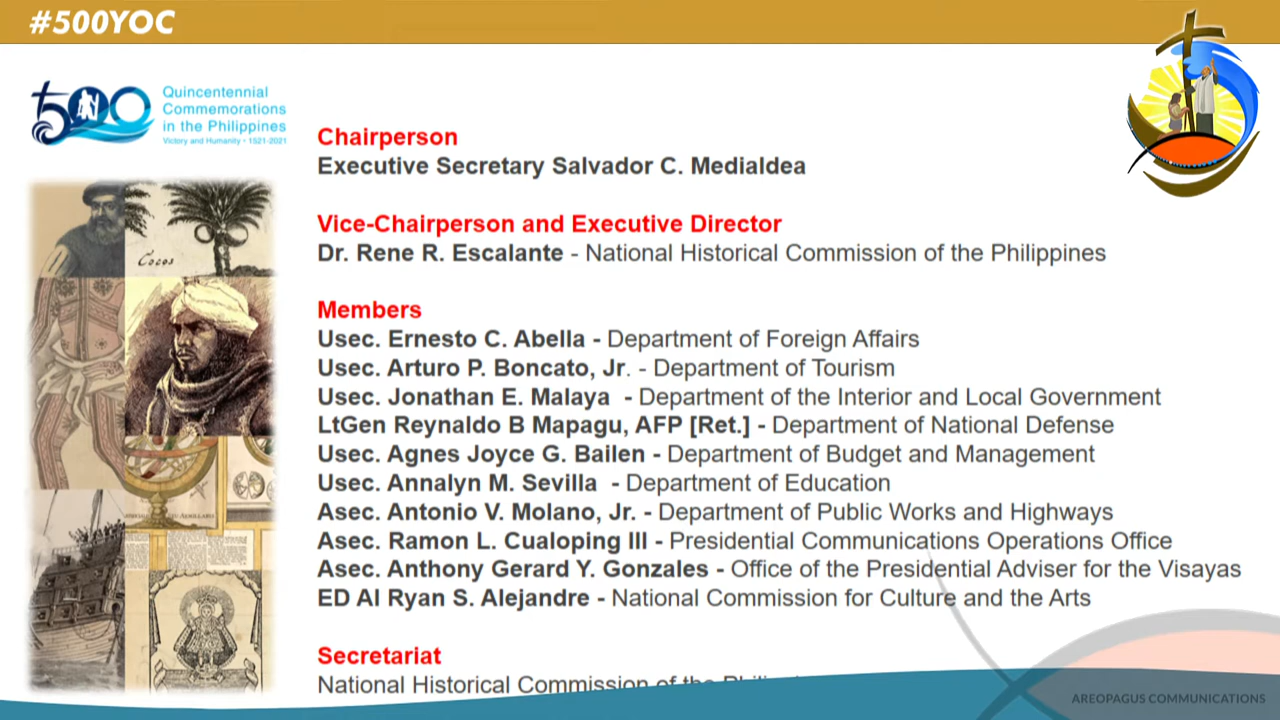 #500YOC
500
Quincentennial
Commemorations
in the Philippines
Victory and Humanity • 1521-2021
Cocos
Chairperson
Executive Secretary Salvador C. Medialdea
Vice-Chairperson and Executive Director
Dr. Rene R. Escalante - National Historical Commission of the Philippines
Members
Usec. Ernesto C. Abella - Department of Foreign Affairs
Usec. Arturo P. Boncato, Jr. - Department of Tourism
Usec. Jonathan E. Malaya - Department of the Interior and Local Government
LtGen Reynaldo B Mapagu, AFP [Ret.] - Department of National Defense
Usec. Agnes Joyce G. Bailen - Department of Budget and Management
Usec. Annalyn M. Sevilla - Department of Education
Asec. Antonio V. Molano, Jr. - Department of Public Works and Highways
Asec. Ramon L. Cualoping III - Presidential Communications Operations Office
Asec. Anthony Gerard Y. Gonzales - Office of the Presidential Adviser for the Visayas
ED Al Ryan S. Alejandre - National Commission for Culture and the Arts
Secretariat
National Historical Commission of the
AREOPAGUS COMMUNICATIONS